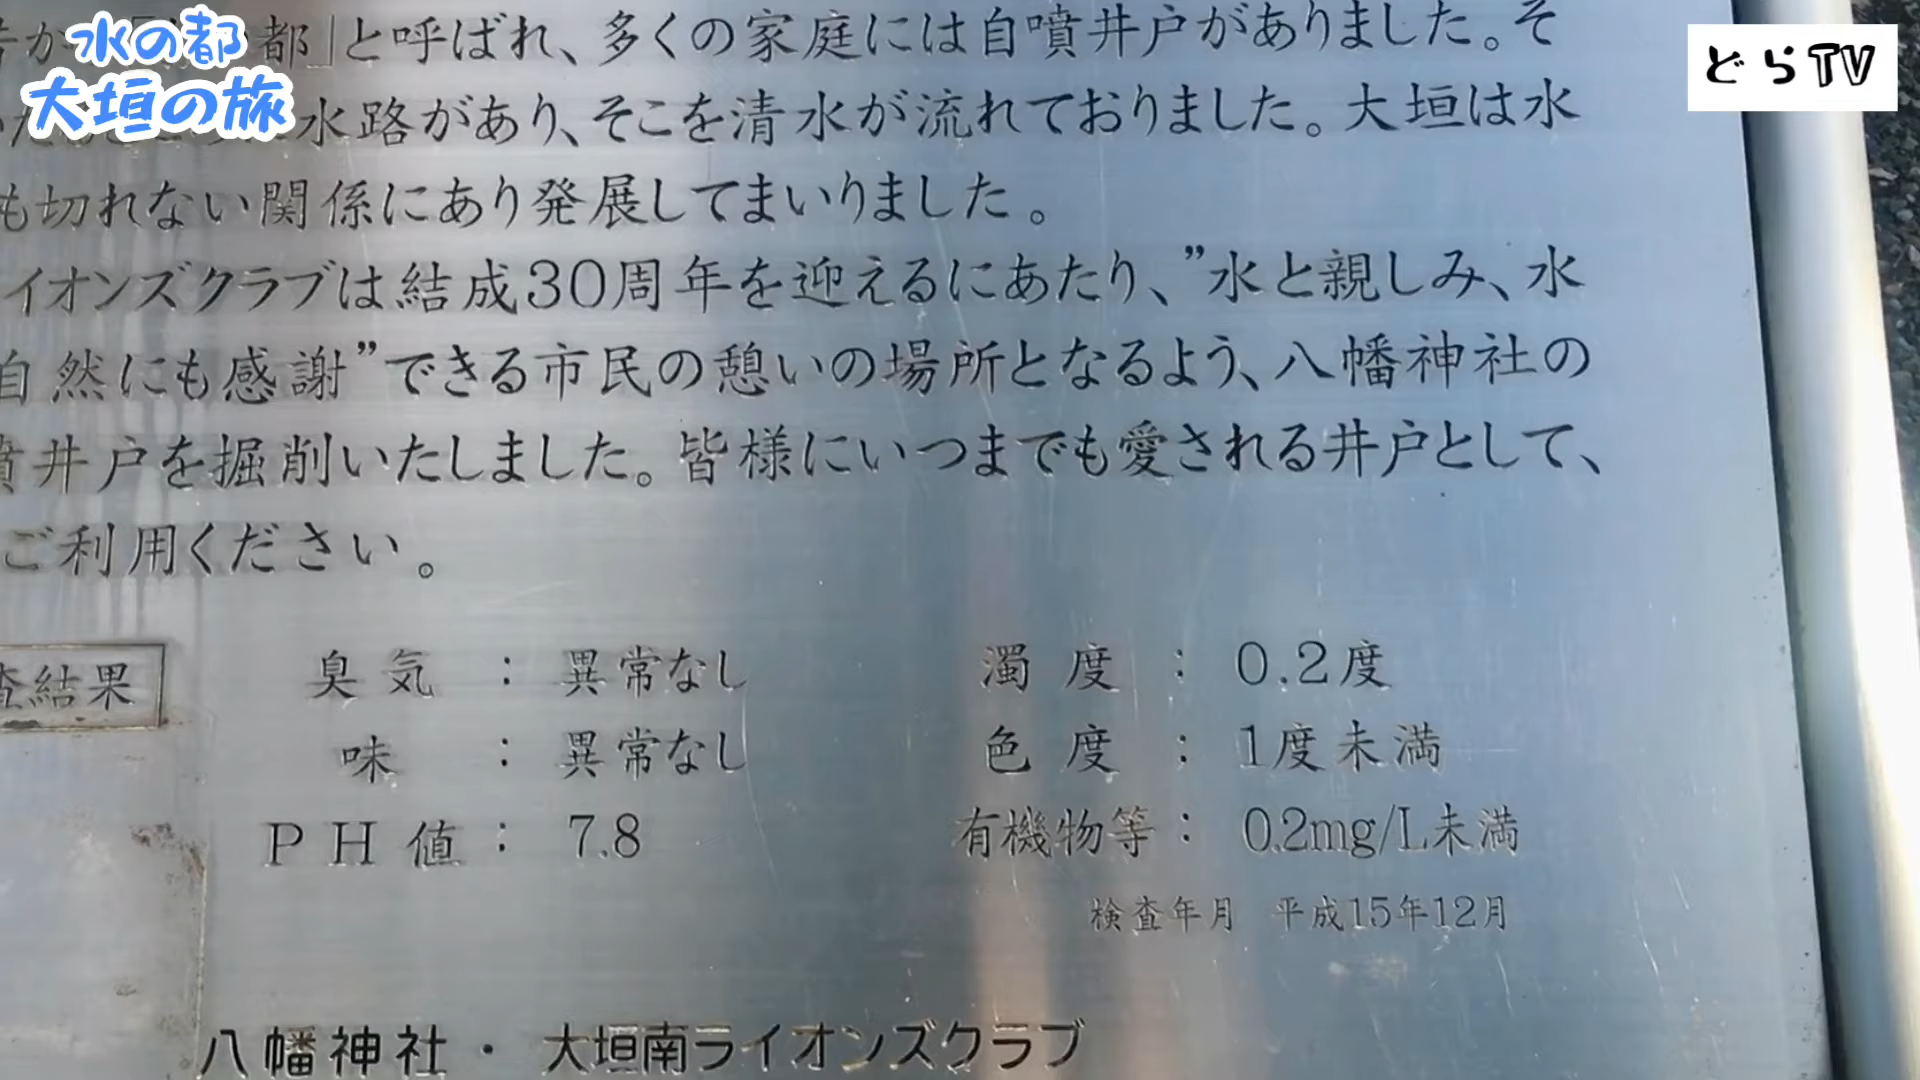 水の都
大垣の旅
どらTV
都」と呼ばれ、多くの家庭には自噴井戸がありました。そ
水路があり、そこを清水が流れておりました。大垣は水
も切れない関係にあり発展してまいりました。
イオンズクラブは結成30周年を迎えるにあたり、”水と親しみ、水
自然にも感謝”できる市民の憩いの場所となるよう、八幡神社の
噴井戸を掘削いたしました。皆様にいつまでも愛される井戸として、
ご利用ください。
査結果
臭気：異常なし 濁度：0.2度
味：異常なし 色度：1度未満
PH値：7.8 有機物等：0.2mg/L未満
検査年月 平成15年12月
八幡神社・大垣南ライオンズクラブ